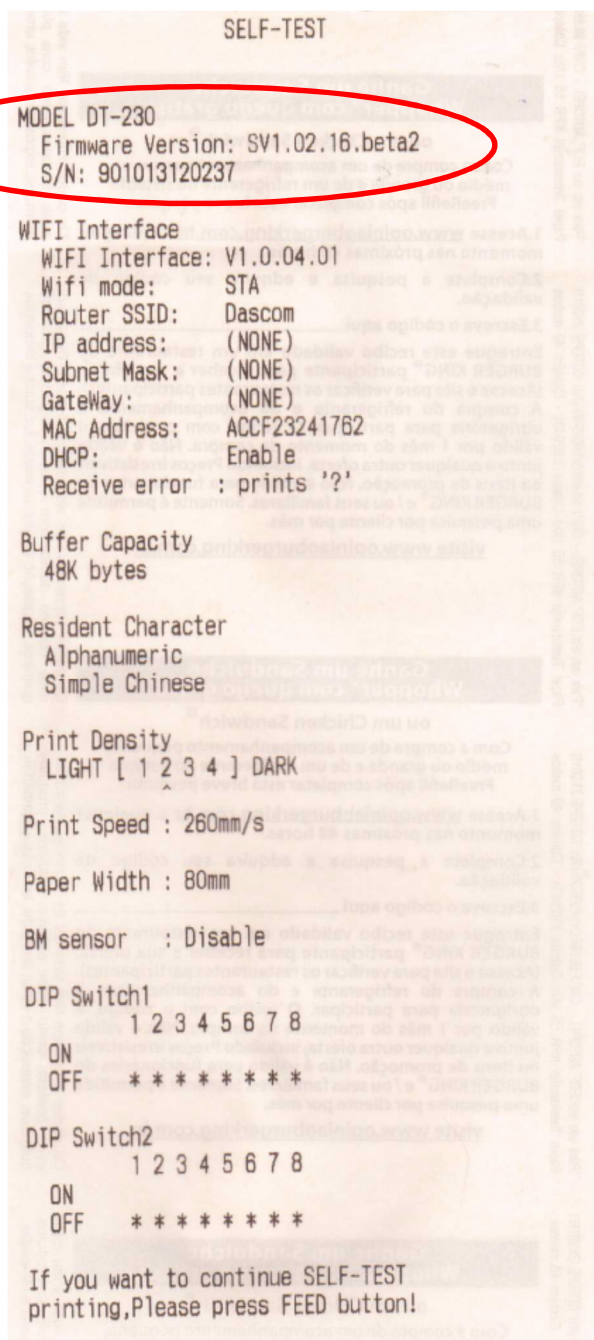 SELF-TEST
MODEL DT-230
Firmware Version: SV1.02.16.beta2
S/N: 901013120237
WIFI Interface
WIFI Interface: V1.0.04.01
Wifi mode: STA
Router SSID: Dascom
IP address: (NONE)
Subnet Mask: (NONE)
GateWay: (NONE)
MAC Address: ACCF23241762
DHCP: Enable
Receive error : prints '?'
Buffer Capacity
48K bytes
Resident Character
Alphanumeric
Simple Chinese
Print Density
LIGHT [ 1 2 3 4 ] DARK
^
Print Speed : 260mm/s
Paper Width : 80mm
BM sensor : Disable
DIP Switch1
1 2 3 4 5 6 7 8
ON
OFF * * * * * * * *
DIP Switch2
1 2 3 4 5 6 7 8
ON
OFF * * * * * * * *
If you want to continue SELF-TEST
printing,Please press FEED button!